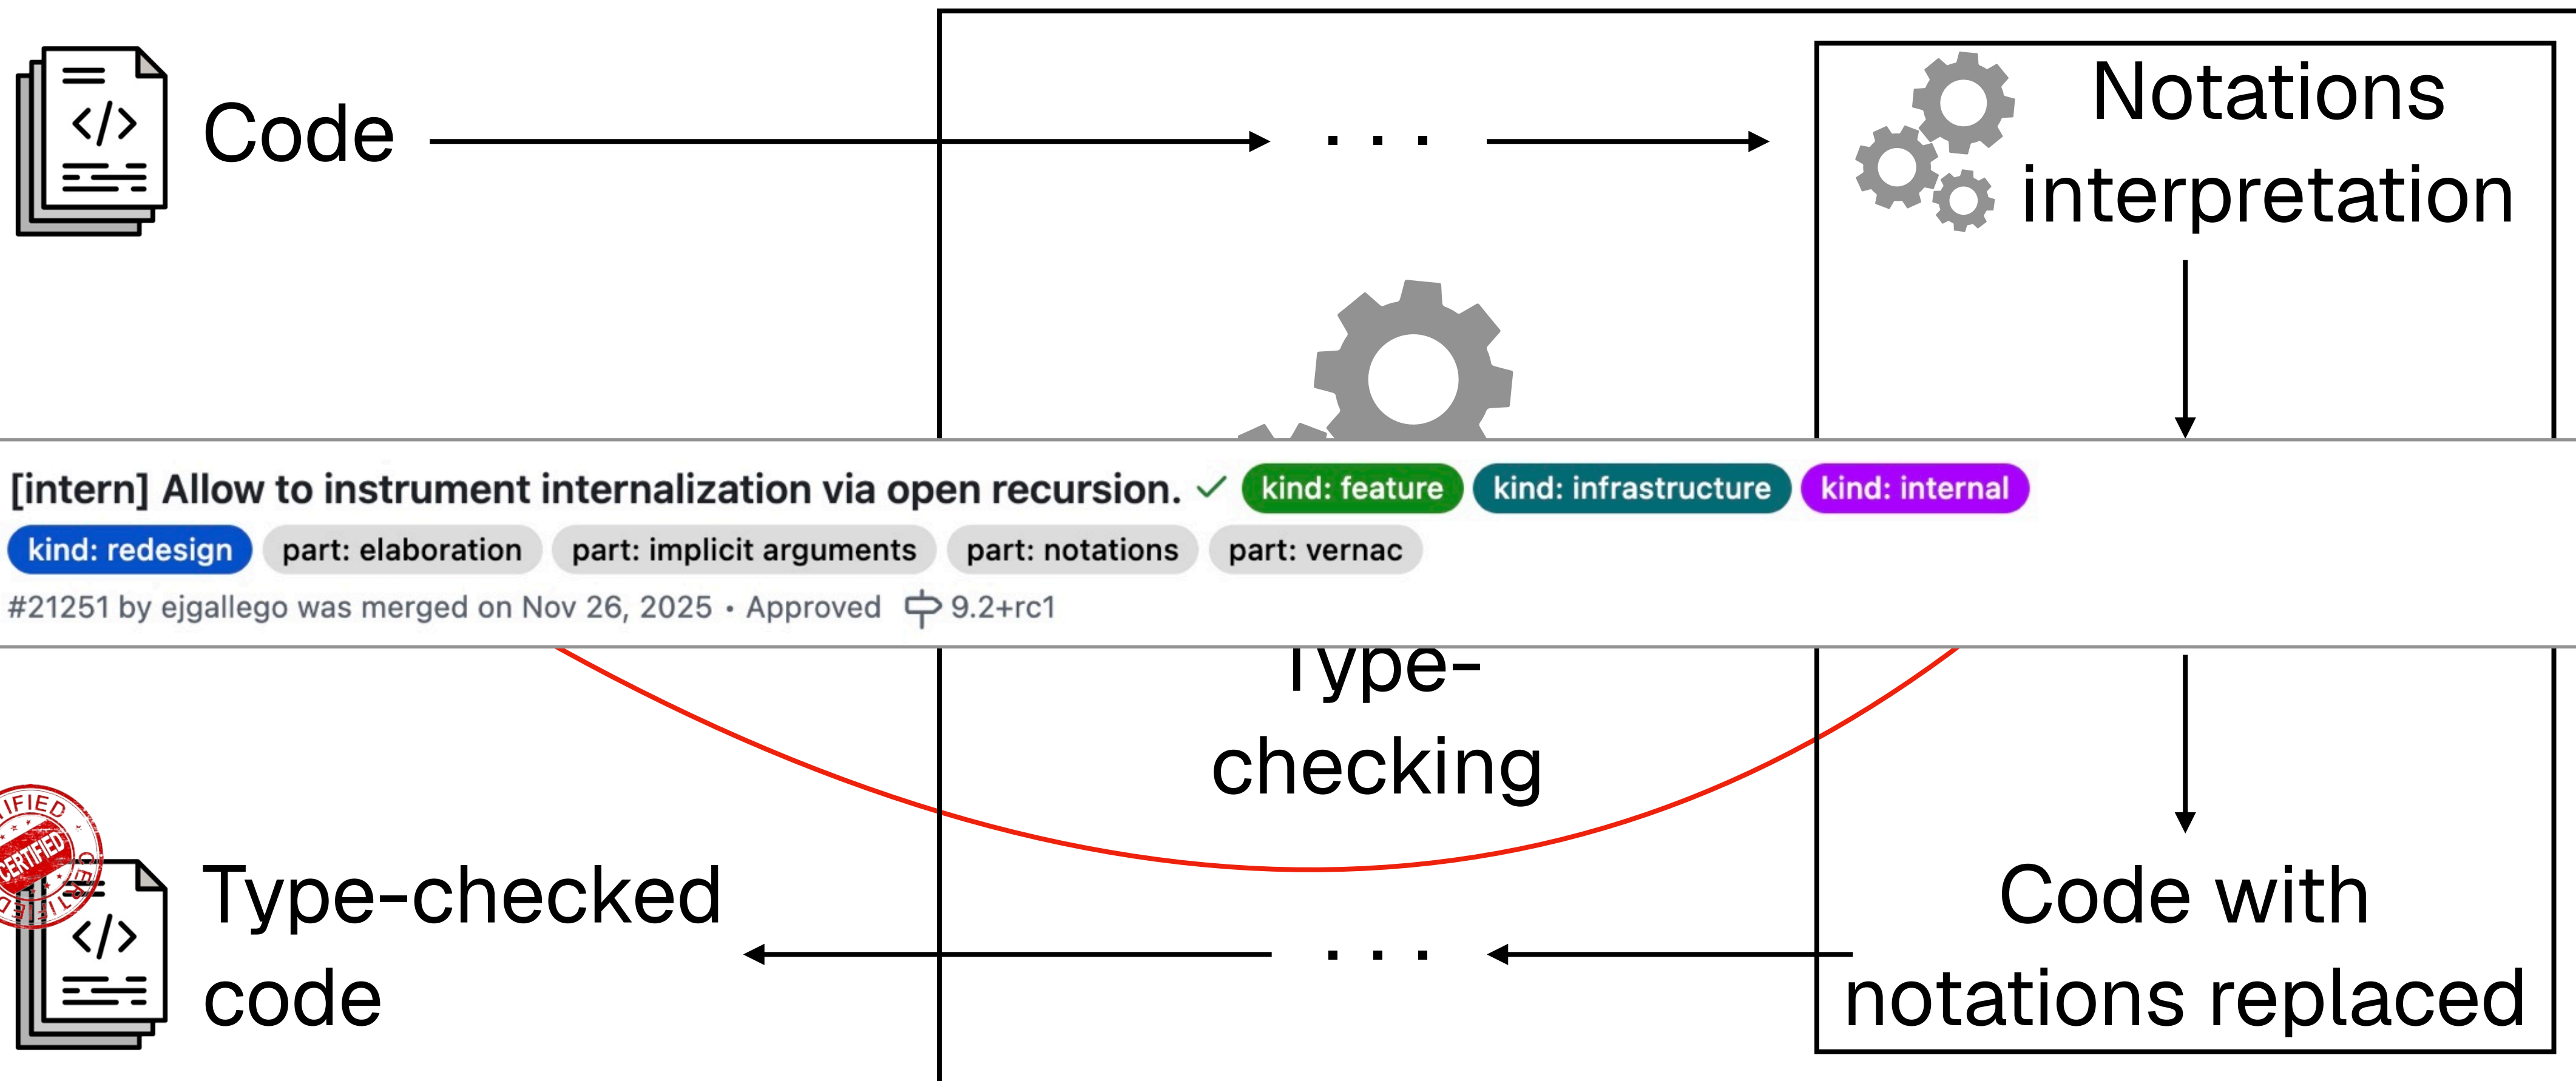 Code
. . .
Notations
interpretation
[intern] Allow to instrument internalization via open recursion. ✓ kind: feature kind: infrastructure kind: internal
kind: redesign part: elaboration part: implicit arguments part: notations part: vernac
#21251 by ejgallego was merged on Nov 26, 2025 • Approved 9.2+rc1
Type-
checking
CERTIFIED
Type-checked
code
. . .
Code with
notations replaced